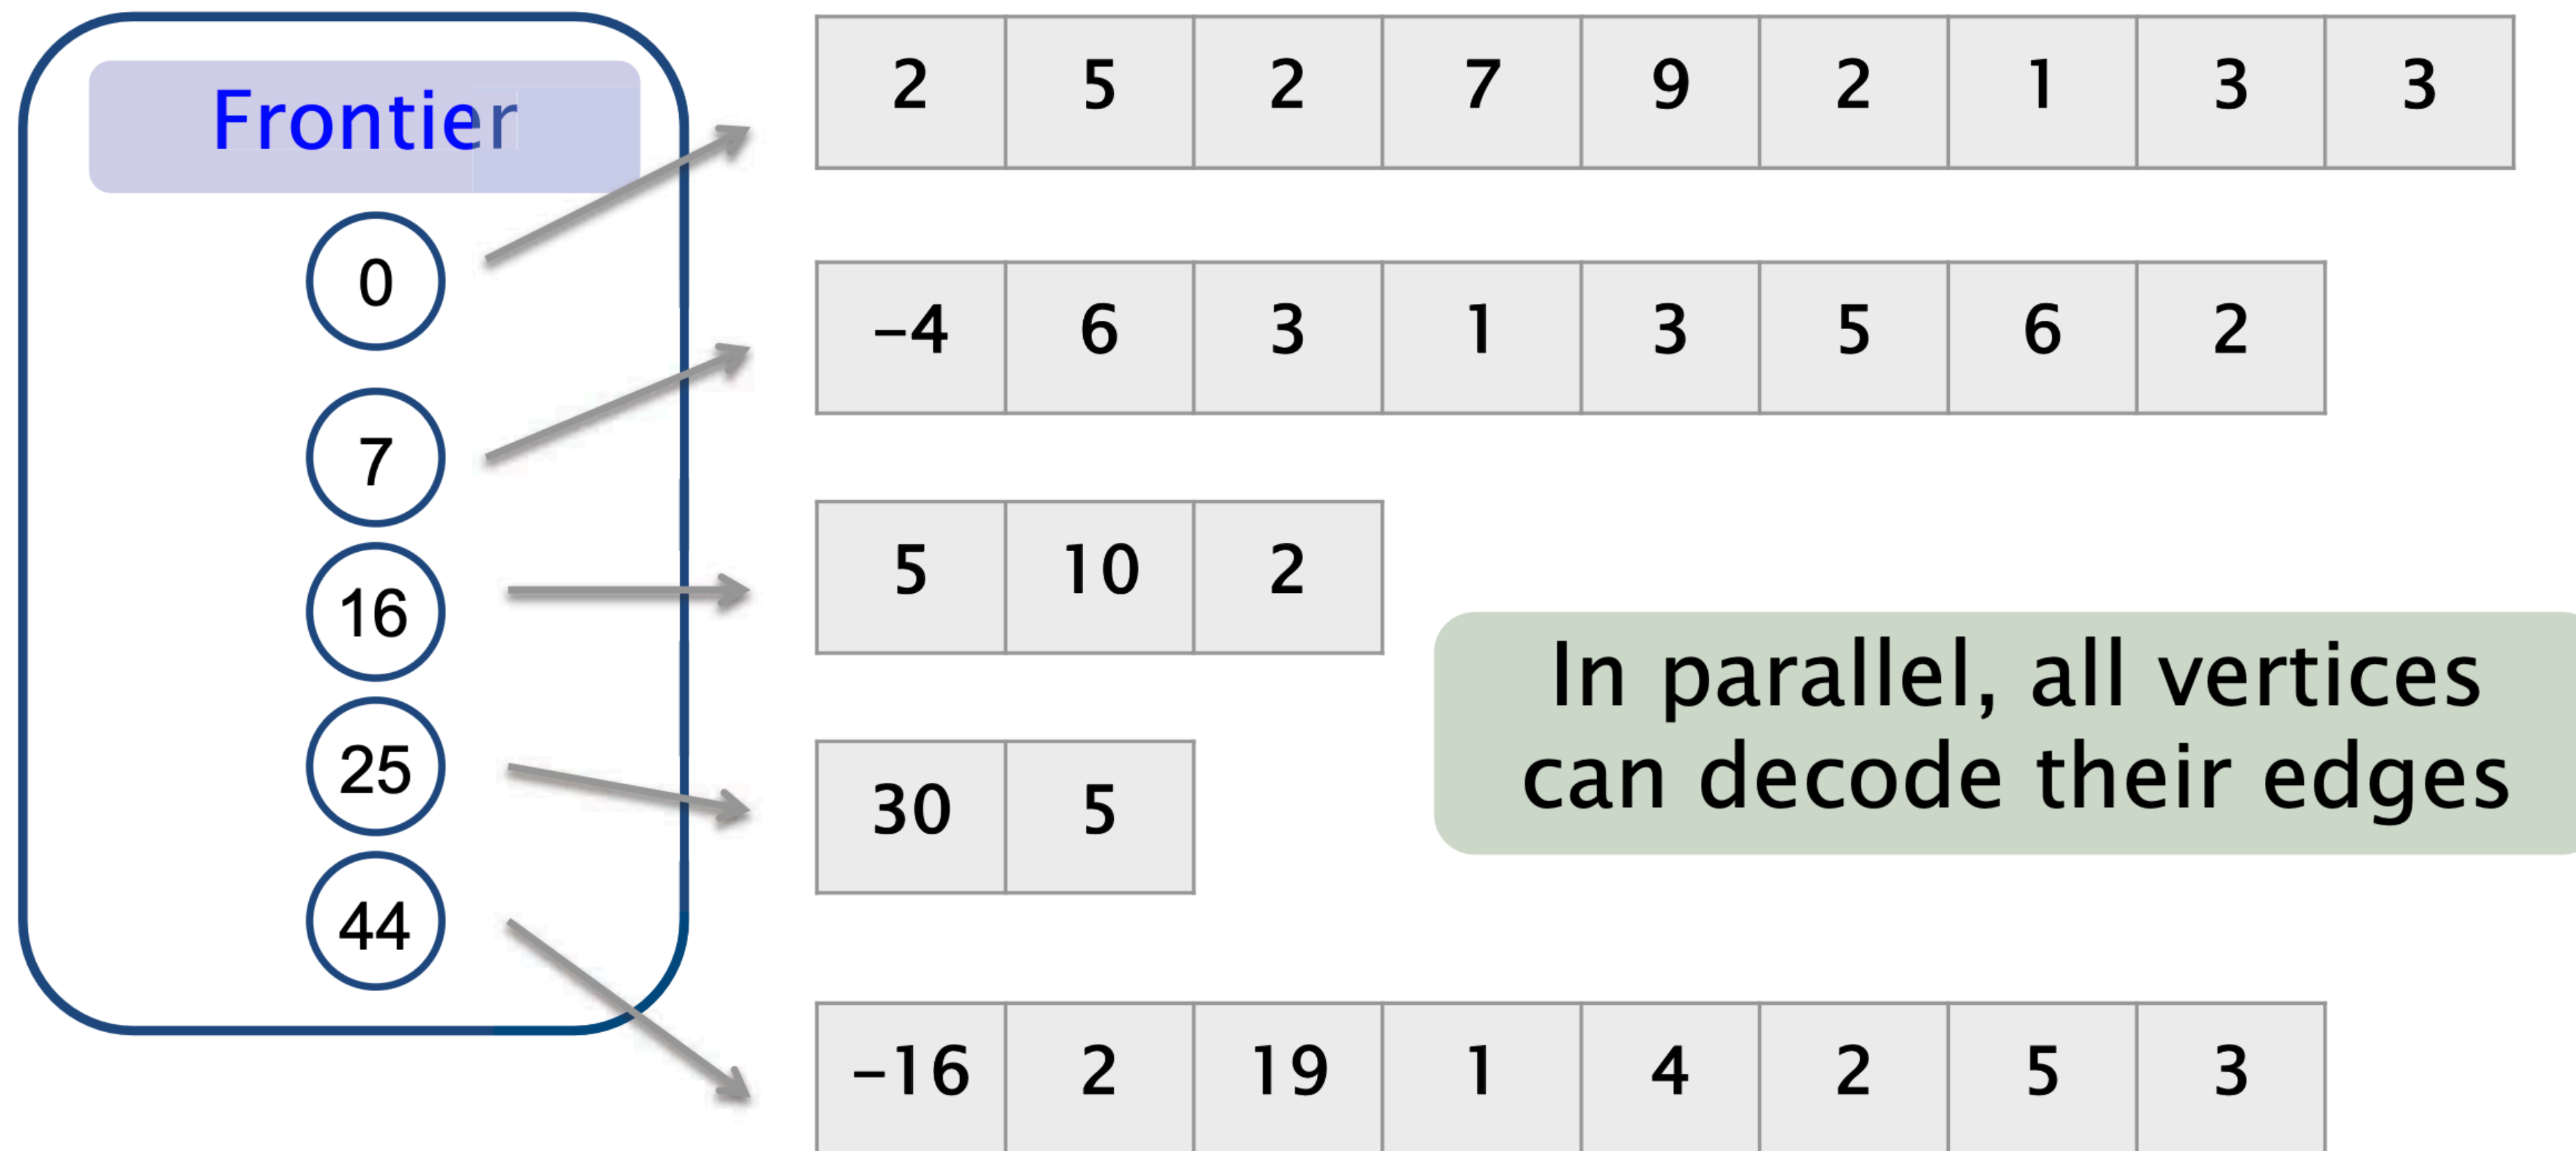 Frontier
0
7
16
25
44
2 5 2 7 9 2 1 3 3
−4 6 3 1 3 5 6 2
5 10 2
30 5
−16 2 19 1 4 2 5 3
In parallel, all vertices
can decode their edges